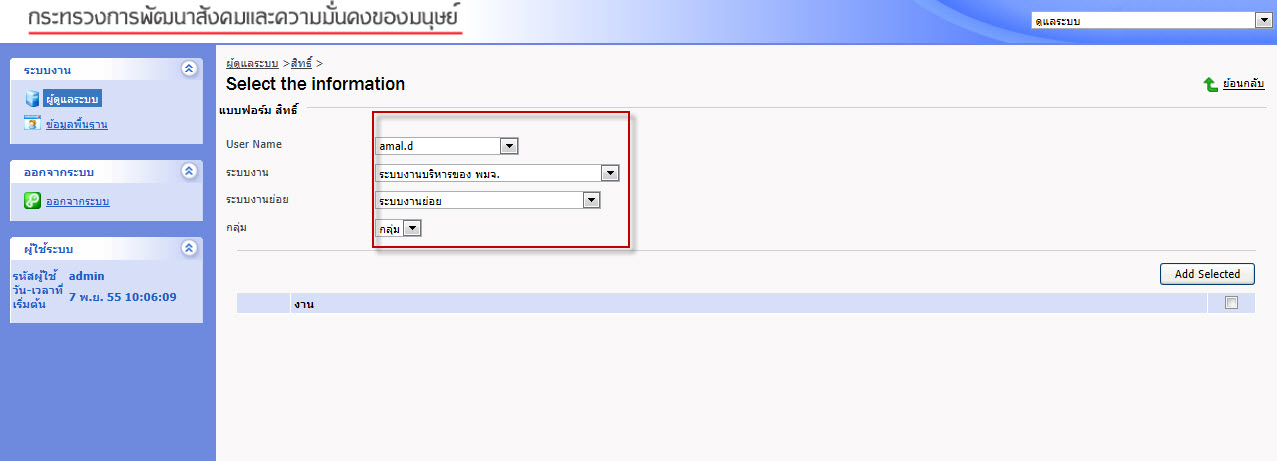 กระทรวงการพัฒนาสังคมและความมั่นคงของมนุษย์
ดูแลระบบ
ระบบงาน
ผู้ดูแลระบบ
ข้อมูลพื้นฐาน
ออกจากระบบ
ออกจากระบบ
ผู้ใช้ระบบ
รหัสผู้ใช้ admin
วัน-เวลาที่เริ่มต้น 7 พ.ย. 55 10:06:09
ผู้ดูแลระบบ >สิทธิ์ >
Select the information
ย้อนกลับ
แบบฟอร์ม สิทธิ์
User Name amal.d
ระบบงาน ระบบงานบริหารของ พมจ.
ระบบงานย่อย ระบบงานย่อย
กลุ่ม กลุ่ม
Add Selected
งาน